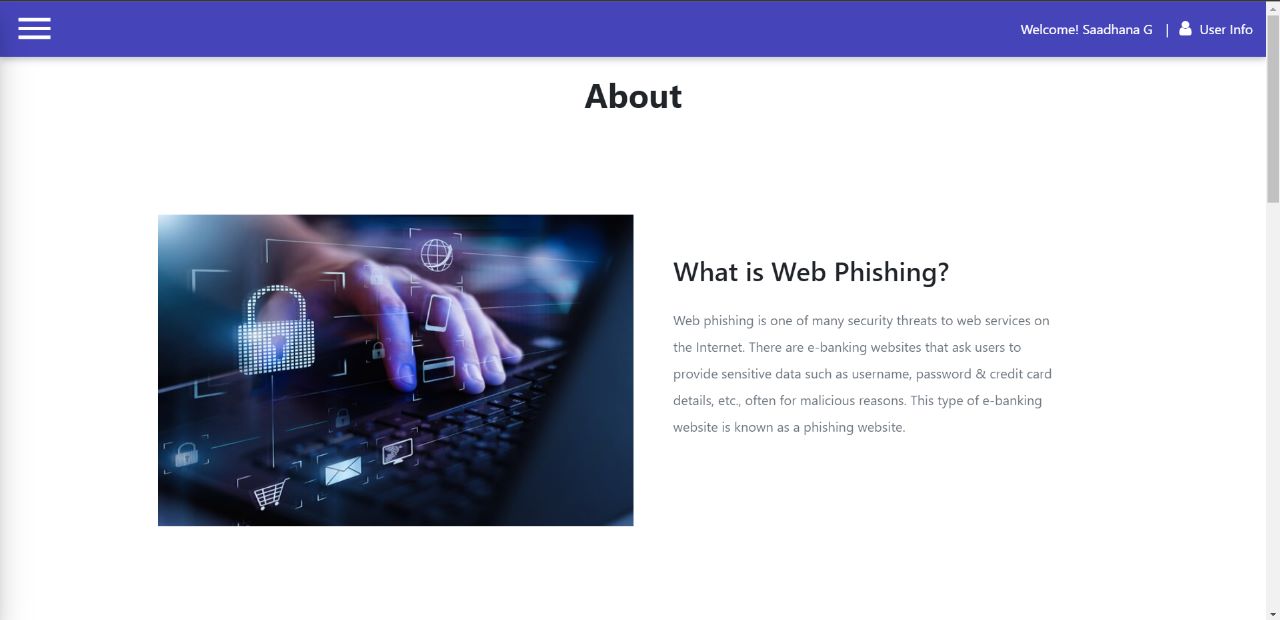 Welcome! Saadhana G | User Info
About
What is Web Phishing?
Web phishing is one of many security threats to web services on
the Internet. There are e-banking websites that ask users to
provide sensitive data such as username, password & credit card
details, etc., often for malicious reasons. This type of e-banking
website is known as a phishing website.